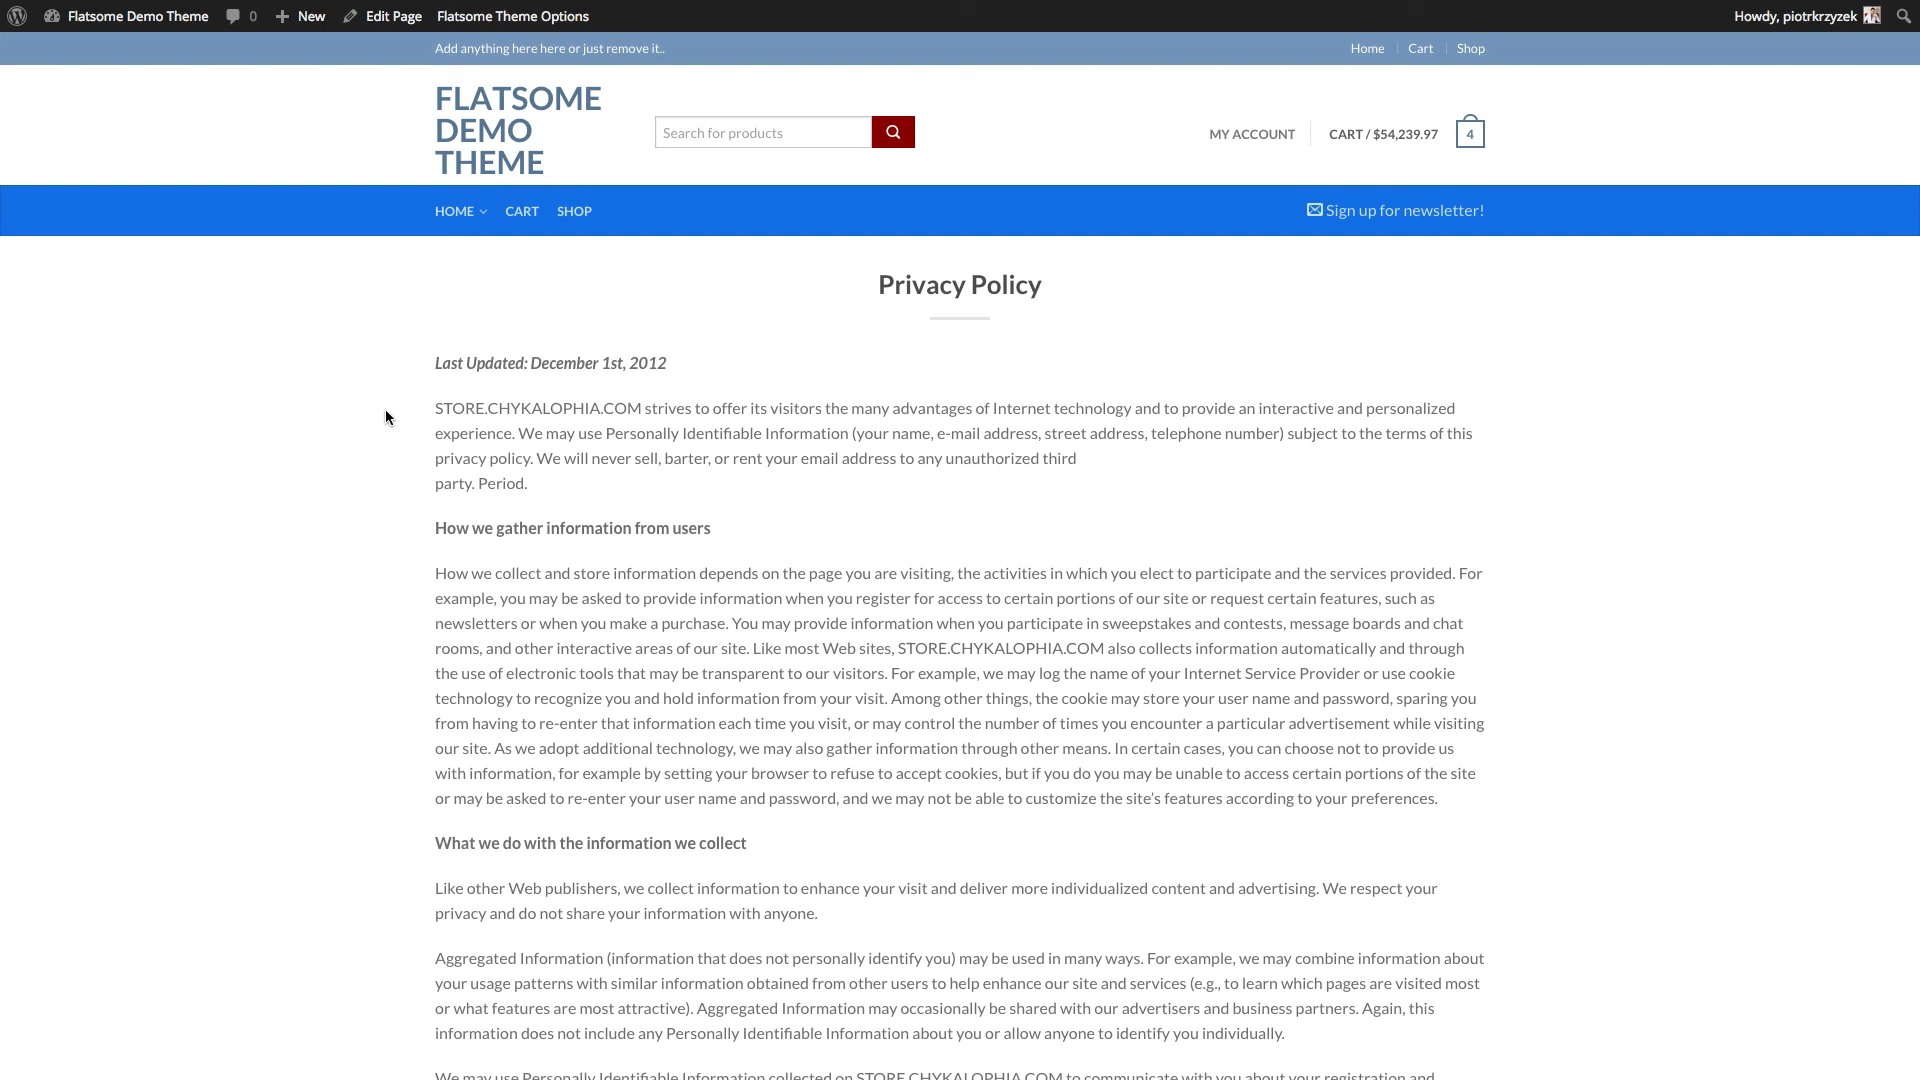 Flatsome Demo Theme 0 New Edit Page Flatsome Theme Options Howdy, piotrkrzyzek
Add anything here here or just remove it.. Home Cart Shop
FLATSOME
DEMO
THEME
Search for products
MY ACCOUNT CART / $54,239.97 4
HOME CART SHOP Sign up for newsletter!
Privacy Policy
Last Updated: December 1st, 2012
STORE.CHYKALOPHIA.COM strives to offer its visitors the many advantages of Internet technology and to provide an interactive and personalized
experience. We may use Personally Identifiable Information (your name, e-mail address, street address, telephone number) subject to the terms of this
privacy policy. We will never sell, barter, or rent your email address to any unauthorized third
party. Period.
How we gather information from users
How we collect and store information depends on the page you are visiting, the activities in which you elect to participate and the services provided. For
example, you may be asked to provide information when you register for access to certain portions of our site or request certain features, such as
newsletters or when you make a purchase. You may provide information when you participate in sweepstakes and contests, message boards and chat
rooms, and other interactive areas of our site. Like most Web sites, STORE.CHYKALOPHIA.COM also collects information automatically and through
the use of electronic tools that may be transparent to our visitors. For example, we may log the name of your Internet Service Provider or use cookie
technology to recognize you and hold information from your visit. Among other things, the cookie may store your user name and password, sparing you
from having to re-enter that information each time you visit, or may control the number of times you encounter a particular advertisement while visiting
our site. As we adopt additional technology, we may also gather information through other means. In certain cases, you can choose not to provide us
with information, for example by setting your browser to refuse to accept cookies, but if you do you may be unable to access certain portions of the site
or may be asked to re-enter your user name and password, and we may not be able to customize the site’s features according to your preferences.
What we do with the information we collect
Like other Web publishers, we collect information to enhance your visit and deliver more individualized content and advertising. We respect your
privacy and do not share your information with anyone.
Aggregated Information (information that does not personally identify you) may be used in many ways. For example, we may combine information about
your usage patterns with similar information obtained from other users to help enhance our site and services (e.g., to learn which pages are visited most
or what features are most attractive). Aggregated Information may occasionally be shared with our advertisers and business partners. Again, this
information does not include any Personally Identifiable Information about you or allow anyone to identify you individually.
We may use Personally Identifiable Information collected on STORE.CHYKALOPHIA.COM to communicate with you about your registration and